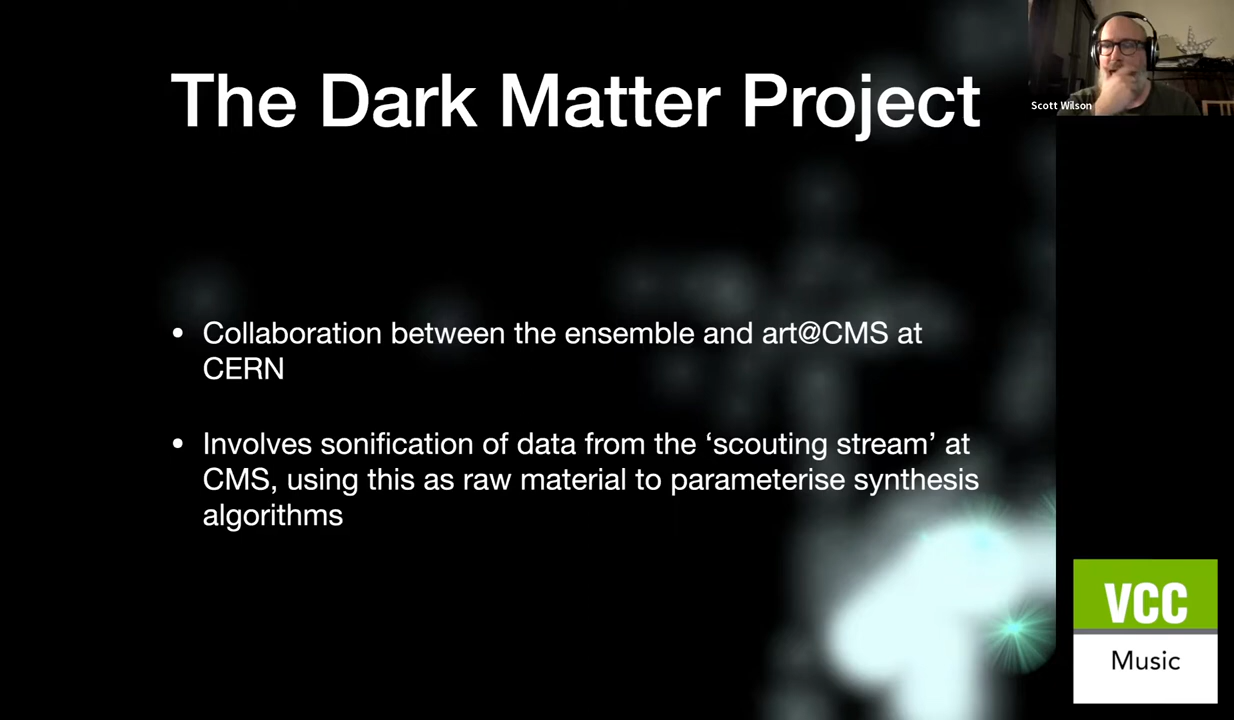 The Dark Matter Project
Scott Wilson
• Collaboration between the ensemble and art@CMS at
CERN
• Involves sonification of data from the ‘scouting stream’ at
CMS, using this as raw material to parameterise synthesis
algorithms
VCC
Music